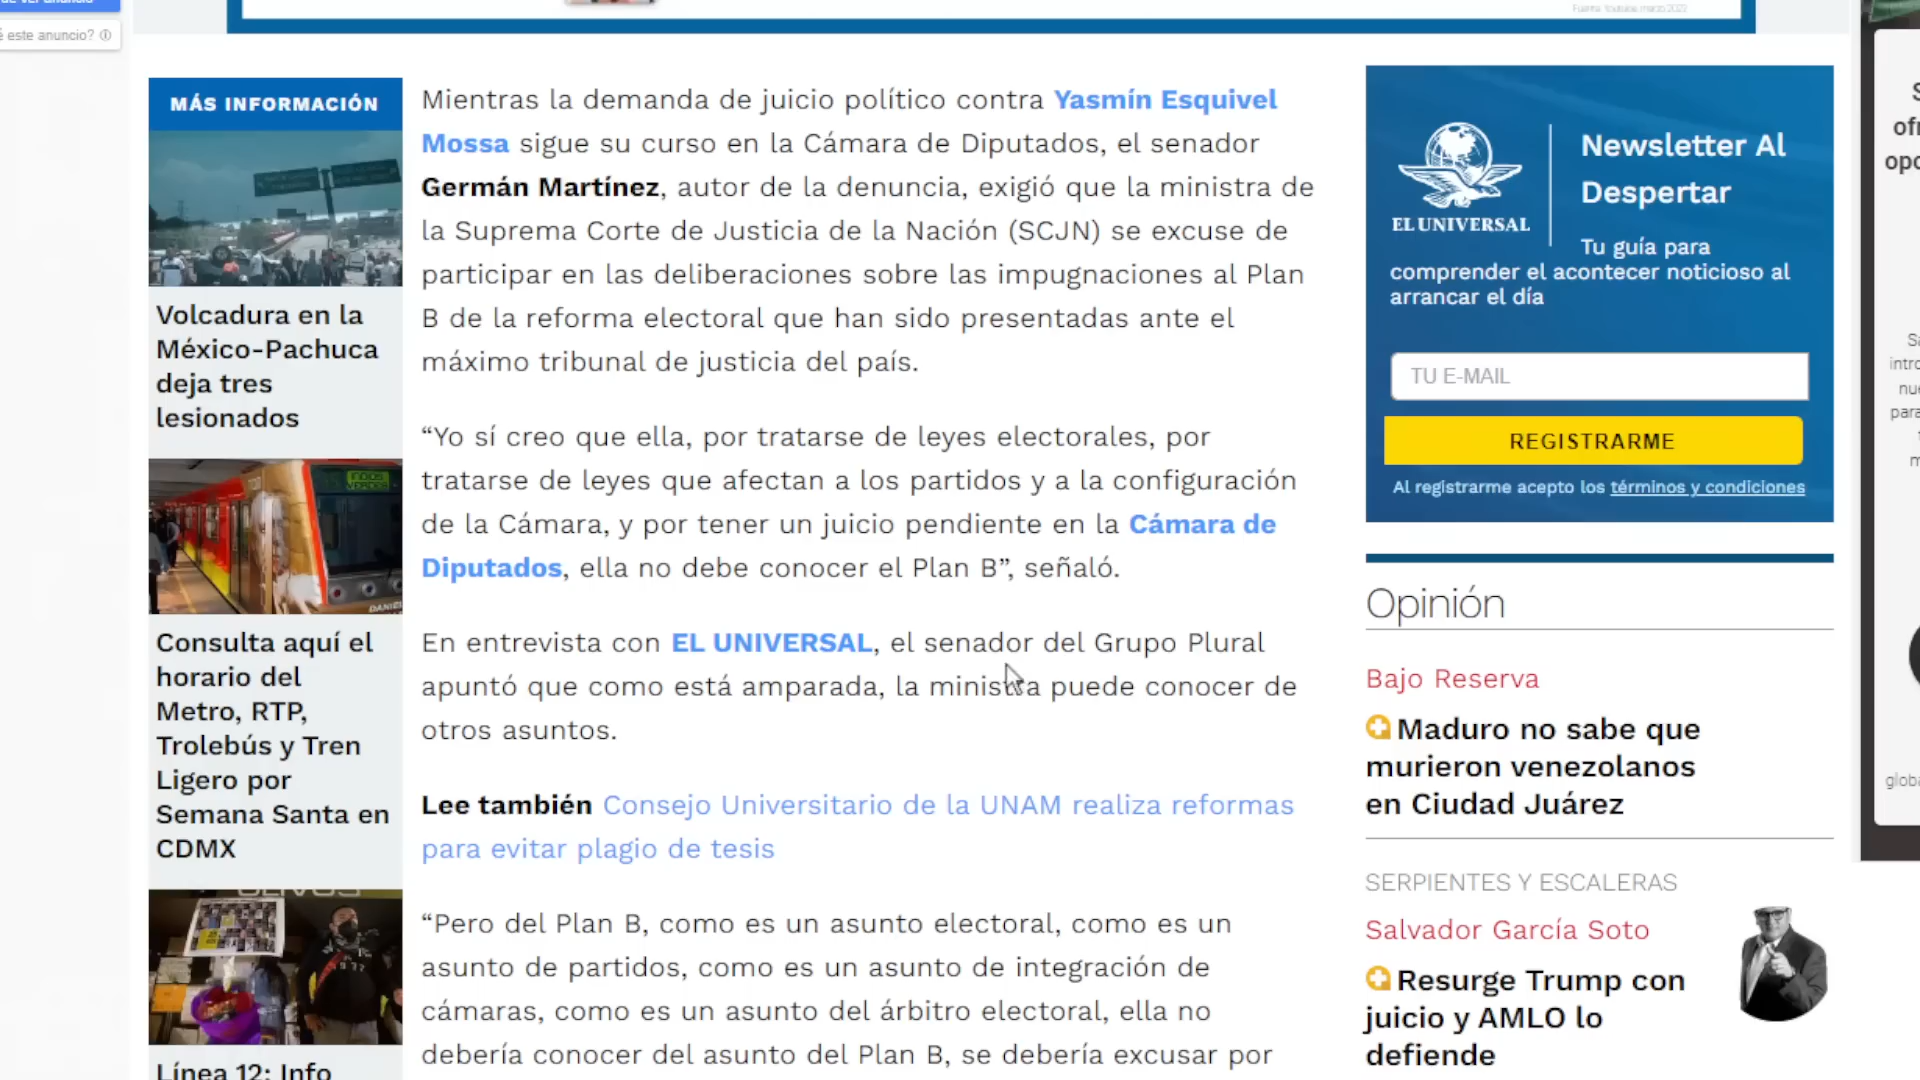 este anuncio?
Fuente: Youtube, marzo 2022
MÁS INFORMACIÓN
Volcadura en la
México-Pachuca
deja tres
lesionados
INDIOS
VERDES
Consulta aquí el
horario del
Metro, RTP,
Trolebús y Tren
Ligero por
Semana Santa en
CDMX
Línea 12: Info
Mientras la demanda de juicio político contra Yasmín Esquivel
Mossa sigue su curso en la Cámara de Diputados, el senador
Germán Martínez, autor de la denuncia, exigió que la ministra de
la Suprema Corte de Justicia de la Nación (SCJN) se excuse de
participar en las deliberaciones sobre las impugnaciones al Plan
B de la reforma electoral que han sido presentadas ante el
máximo tribunal de justicia del país.
“Yo sí creo que ella, por tratarse de leyes electorales, por
tratarse de leyes que afectan a los partidos y a la configuración
de la Cámara, y por tener un juicio pendiente en la Cámara de
Diputados, ella no debe conocer el Plan B”, señaló.
En entrevista con EL UNIVERSAL, el senador del Grupo Plural
apuntó que como está amparada, la ministra puede conocer de
otros asuntos.
Lee también Consejo Universitario de la UNAM realiza reformas
para evitar plagio de tesis
“Pero del Plan B, como es un asunto electoral, como es un
asunto de partidos, como es un asunto de integración de
cámaras, como es un asunto del árbitro electoral, ella no
debería conocer del asunto del Plan B, se debería excusar por
EL UNIVERSAL
Newsletter Al
Despertar
Tu guía para
comprender el acontecer noticioso al
arrancar el día
TU E-MAIL
REGISTRARME
Al registrarme acepto los términos y condiciones
Opinión
Bajo Reserva
Maduro no sabe que
murieron venezolanos
en Ciudad Juárez
SERPIENTES Y ESCALERAS
Salvador García Soto
Resurge Trump con
juicio y AMLO lo
defiende